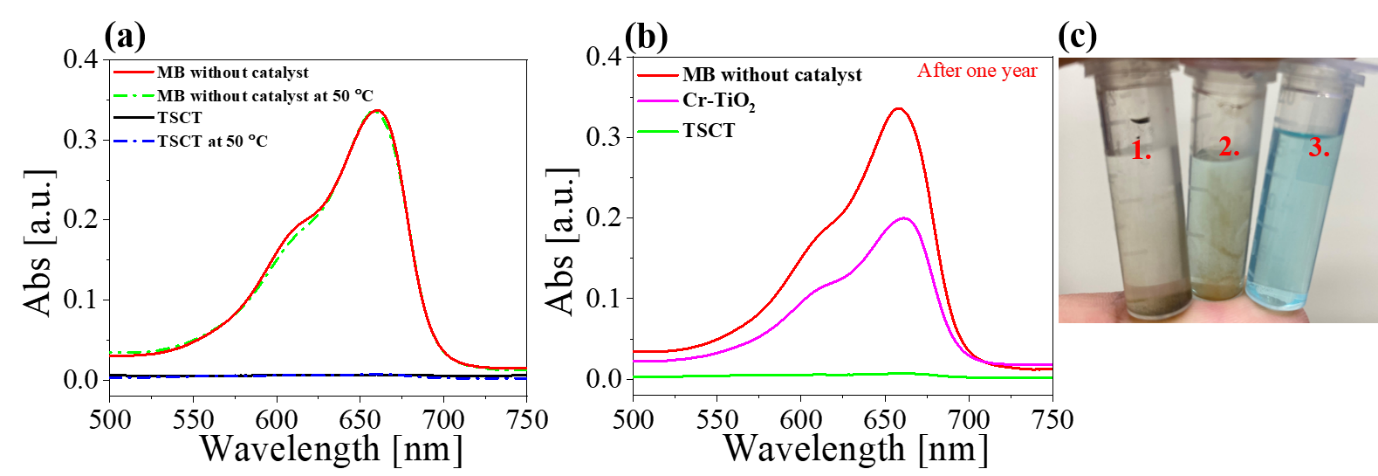 (a)
0.4
0.3
0.2
0.1
0.0
Abs [a.u.]
MB without catalyst
MB without catalyst at 50 °C
TSCT
TSCT at 50 °C
500 550 600 650 700 750
Wavelength [nm]
(b)
0.4
0.3
0.2
0.1
0.0
Abs [a.u.]
MB without catalyst
Cr-TiO₂
TSCT
After one year
500 550 600 650 700 750
Wavelength [nm]
(c)
1.
2.
3.